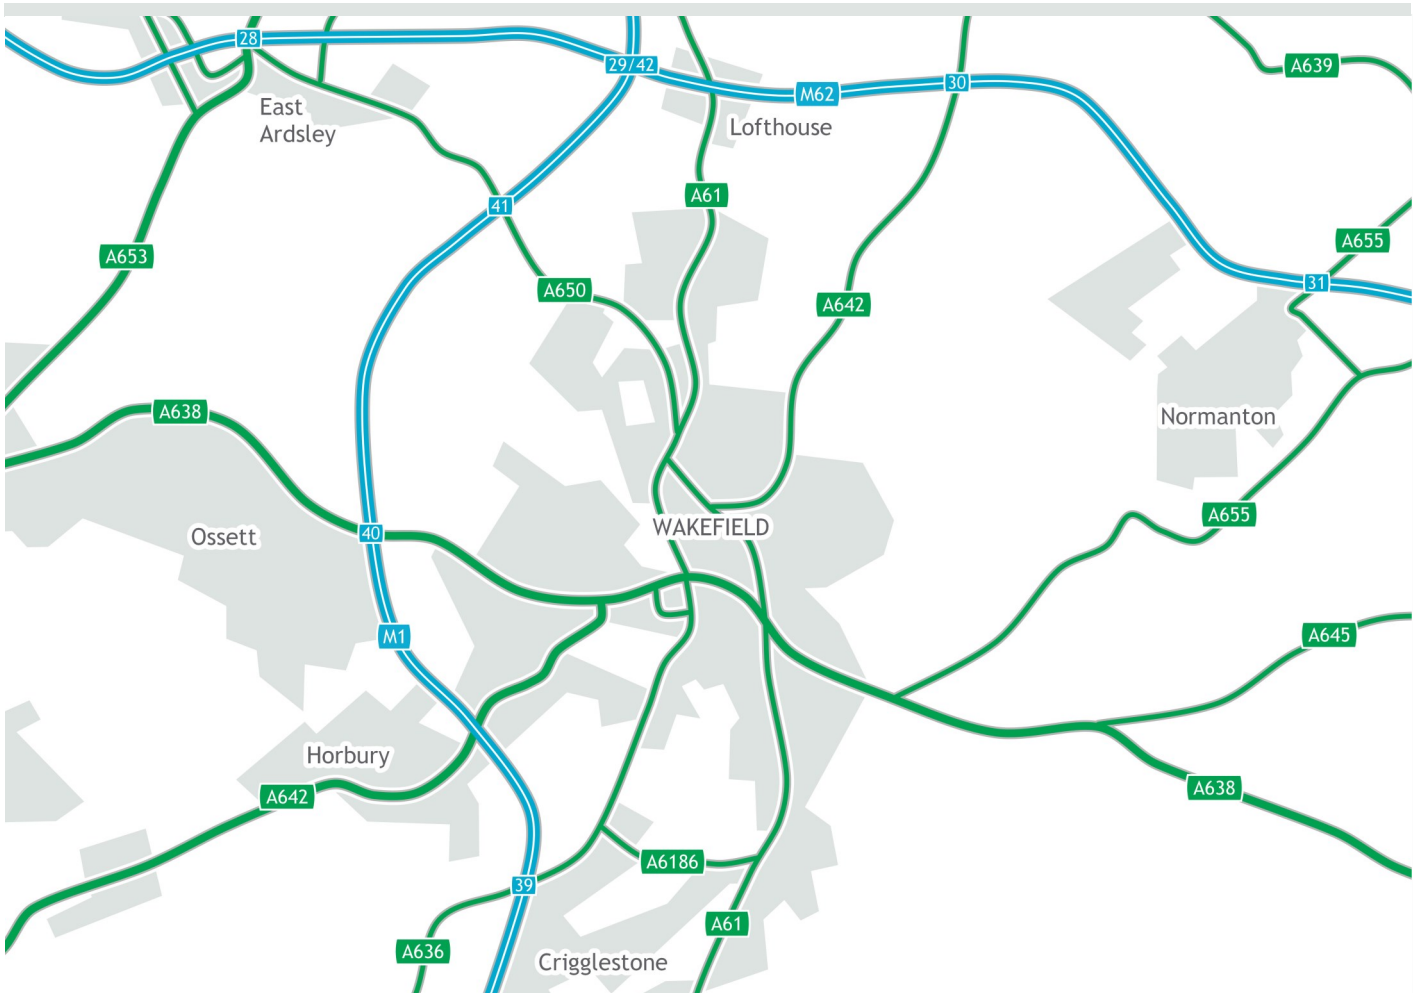 28
29/42
M62
30
A639
East
Ardsley
Lofthouse
A61
41
A653
A655
31
A650
A642
A638
Normanton
A655
WAKEFIELD
Ossett
40
M1
A645
Horbury
A642
A638
A6186
39
A61
A636
Crigglestone